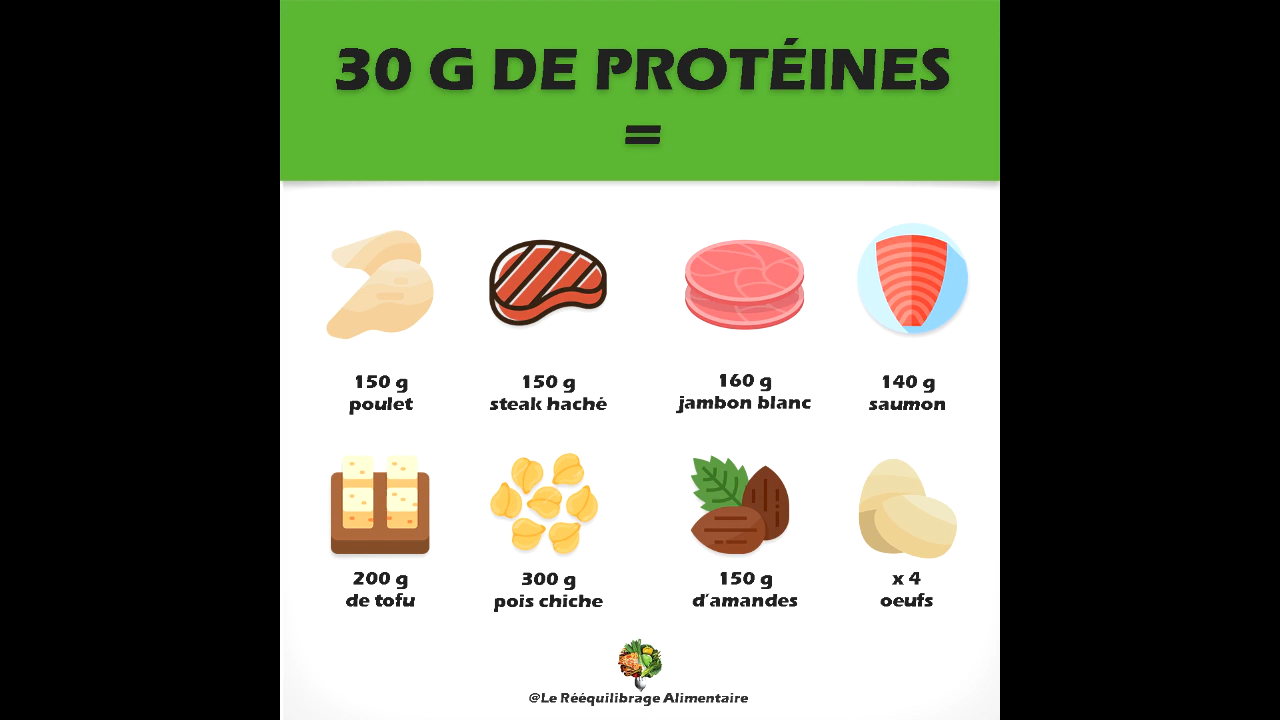 30 G DE PROTÉINES
=
150 g
poulet
150 g
steak haché
160 g
jambon blanc
140 g
saumon
200 g
de tofu
300 g
pois chiche
150 g
d'amandes
x 4
oeufs
@Le Rééquilibrage Alimentaire